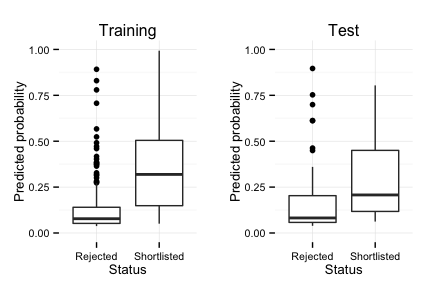 Training
Predicted probability
1.00
0.75
0.50
0.25
0.00
Rejected Shortlisted
Status
Test
Predicted probability
1.00
0.75
0.50
0.25
0.00
Rejected Shortlisted
Status